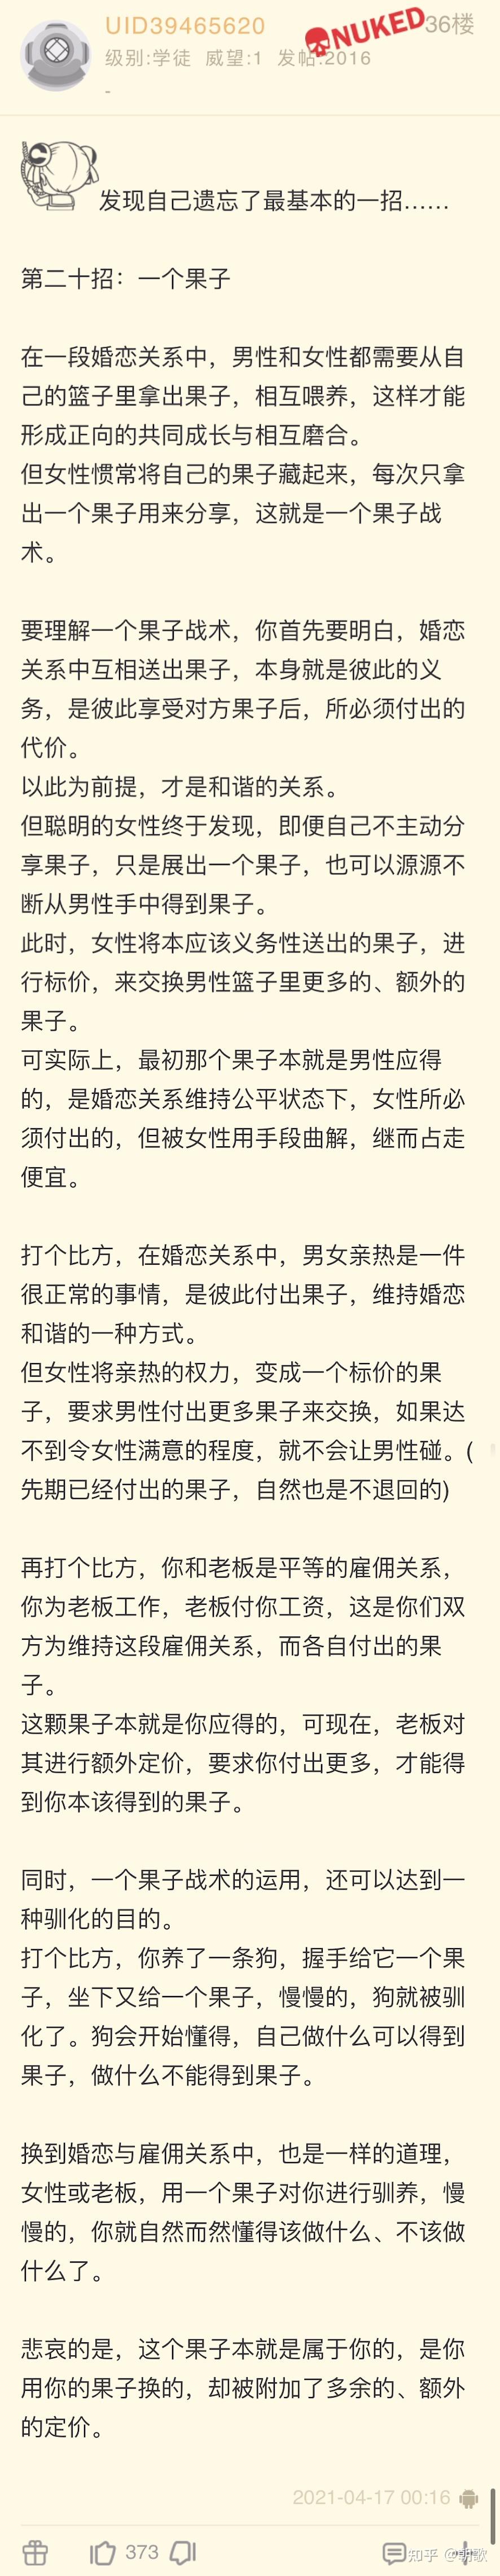 UID39465620
NUKED
36楼
级别:学徒 威望:1 发帖:2016
-
发现自己遗忘了最基本的一招……
第二十招：一个果子
在一段婚恋关系中，男性和女性都需要从自
己的篮子里拿出果子，相互喂养，这样才能
形成正向的共同成长与相互磨合。
但女性惯常将自己的果子藏起来，每次只拿
出一个果子用来分享，这就是一个果子战
术。
要理解一个果子战术，你首先要明白，婚恋
关系中互相送出果子，本身就是彼此的义
务，是彼此享受对方果子后，所必须付出的
代价。
以此为前提，才是和谐的关系。
但聪明的女性终于发现，即便自己不主动分
享果子，只是展出一个果子，也可以源源不
断从男性手中得到果子。
此时，女性将本应该义务性送出的果子，进
行标价，来交换男性篮子里更多的、额外的
果子。
可实际上，最初那个果子本就是男性应得
的，是婚恋关系维持公平状态下，女性所必
须付出的，但被女性用手段曲解，继而占走
便宜。
打个比方，在婚恋关系中，男女亲热是一件
很正常的事情，是彼此付出果子，维持婚恋
和谐的一种方式。
但女性将亲热的权力，变成一个标价的果
子，要求男性付出更多果子来交换，如果达
不到令女性满意的程度，就不会让男性碰。(
先期已经付出的果子，自然也是不退回的)
再打个比方，你和老板是平等的雇佣关系，
你为老板工作，老板付你工资，这是你们双
方为维持这段雇佣关系，而各自付出的果
子。
这颗果子本就是你应得的，可现在，老板对
其进行额外定价，要求你付出更多，才能得
到你本该得到的果子。
同时，一个果子战术的运用，还可以达到一
种驯化的目的。
打个比方，你养了一条狗，握手给它一个果
子，坐下又给一个果子，慢慢的，狗就被驯
化了。狗会开始懂得，自己做什么可以得到
果子，做什么不能得到果子。
换到婚恋与雇佣关系中，也是一样的道理，
女性或老板，用一个果子对你进行驯养，慢
慢的，你就自然而然懂得该做什么、不该做
什么了。
悲哀的是，这个果子本就是属于你的，是你
用你的果子换的，却被附加了多余的、额外
的定价。
2021-04-17 00:16
373
知乎 @朝歌